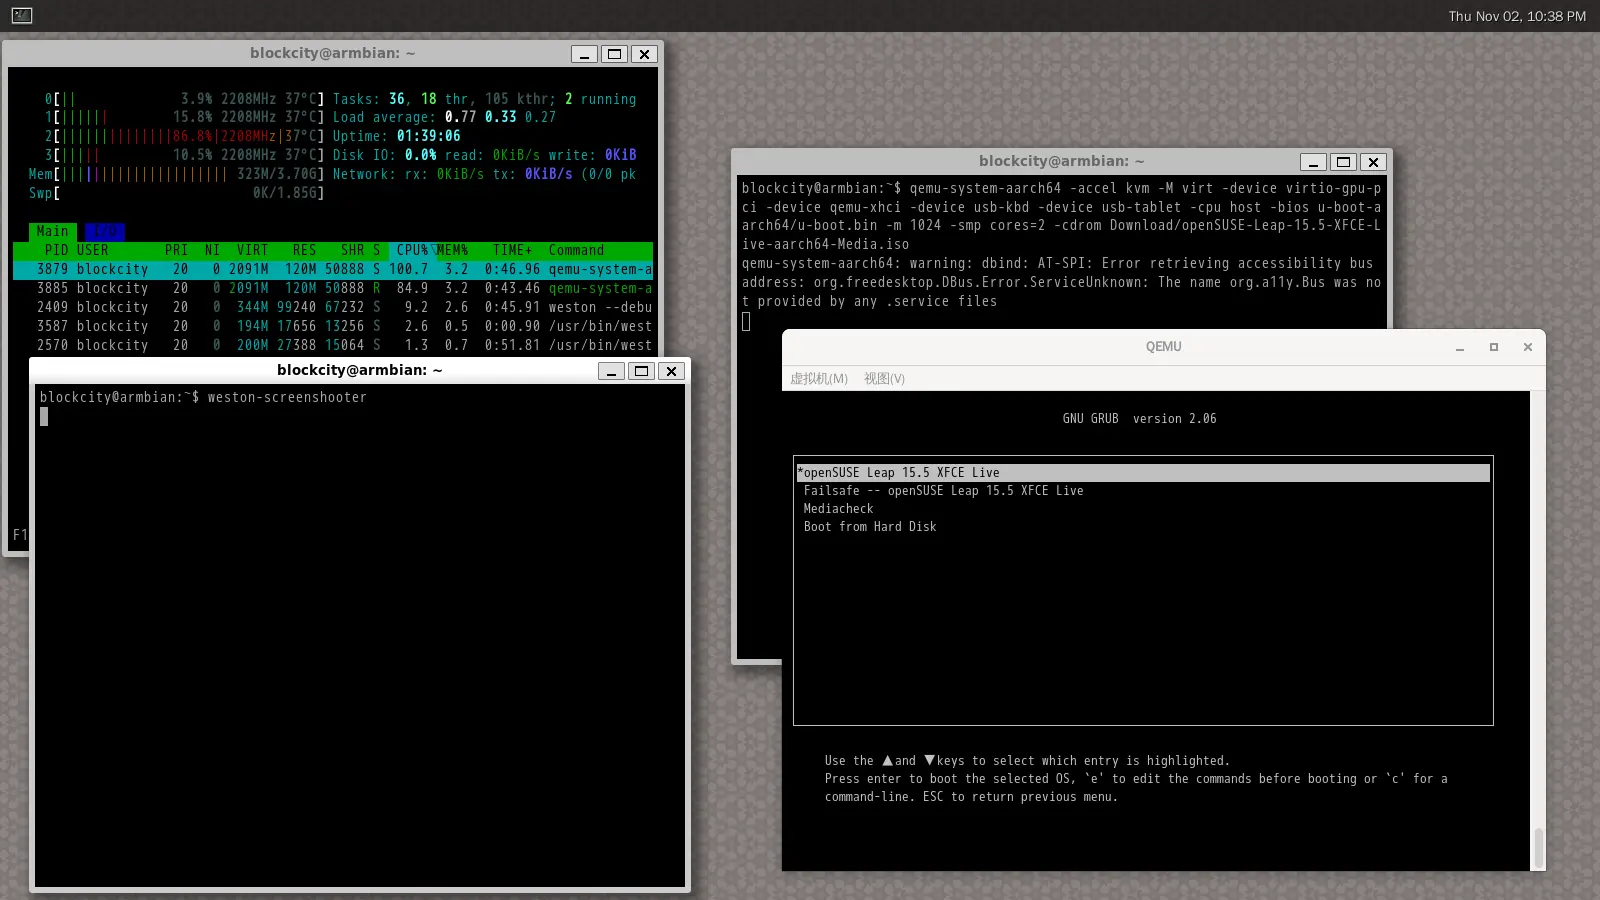 Thu Nov 02, 10:38 PM
blockcity@armbian: ~
0[|| 3.9% 2208MHz 37°C] Tasks: 36, 18 thr, 105 kthr; 2 running
1[|||||| 15.8% 2208MHz 37°C] Load average: 0.77 0.33 0.27
2[||||||||||||||86.8%|2208MHz|37°C] Uptime: 01:39:06
3[||||| 10.5% 2208MHz 37°C] Disk IO: 0.0% read: 0KiB/s write: 0KiB
Mem[||||||||||||||||||||| 323M/3.70G] Network: rx: 0KiB/s tx: 0KiB/s (0/0 pk
Swp[ 0K/1.85G]
Main I/O
PID USER PRI NI VIRT RES SHR S CPU%▽MEM% TIME+ Command
3879 blockcity 20 0 2091M 120M 50888 S 100.7 3.2 0:46.96 qemu-system-a
3885 blockcity 20 0 2091M 120M 50888 R 84.9 3.2 0:43.46 qemu-system-a
2409 blockcity 20 0 344M 99240 67232 S 9.2 2.6 0:45.91 weston --debu
3587 blockcity 20 0 194M 17656 13256 S 2.6 0.5 0:00.90 /usr/bin/west
2570 blockcity 20 0 200M 27388 15064 S 1.3 0.7 0:51.81 /usr/bin/west
F1
blockcity@armbian: ~
blockcity@armbian:~$ weston-screenshooter
blockcity@armbian: ~
blockcity@armbian:~$ qemu-system-aarch64 -accel kvm -M virt -device virtio-gpu-p
ci -device qemu-xhci -device usb-kbd -device usb-tablet -cpu host -bios u-boot-a
arch64/u-boot.bin -m 1024 -smp cores=2 -cdrom Download/openSUSE-Leap-15.5-XFCE-L
ive-aarch64-Media.iso
qemu-system-aarch64: warning: dbind: AT-SPI: Error retrieving accessibility bus
address: org.freedesktop.DBus.Error.ServiceUnknown: The name org.a11y.Bus was no
t provided by any .service files
QEMU
虚拟机(M) 视图(V)
GNU GRUB version 2.06
*openSUSE Leap 15.5 XFCE Live
Failsafe -- openSUSE Leap 15.5 XFCE Live
Mediacheck
Boot from Hard Disk
Use the ▲and ▼keys to select which entry is highlighted.
Press enter to boot the selected OS, `e' to edit the commands before booting or `c' for a
command-line. ESC to return previous menu.